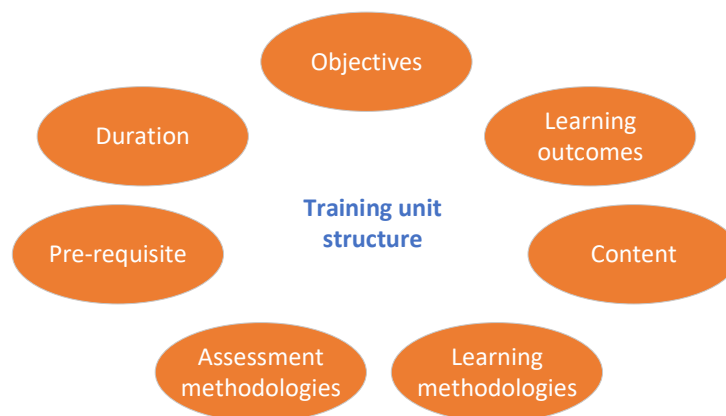 Objectives
Duration
Learning
outcomes
Training unit
structure
Pre-requisite
Content
Assessment
methodologies
Learning
methodologies